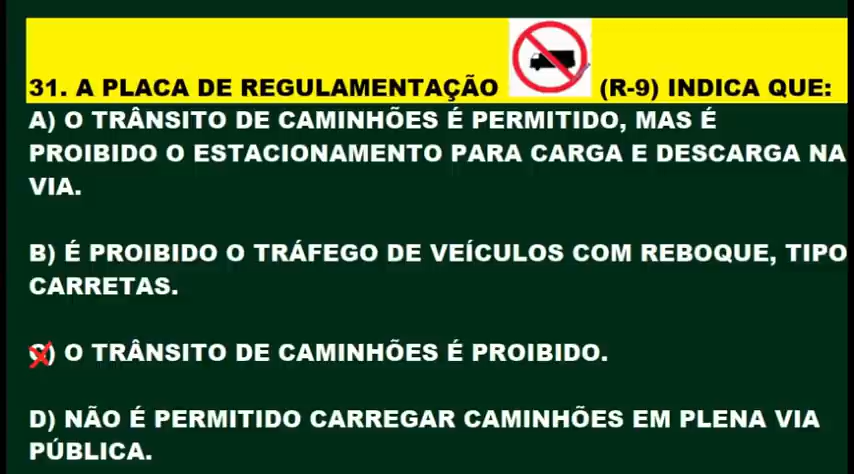 31. A PLACA DE REGULAMENTAÇÃO (R-9) INDICA QUE:
A) O TRÂNSITO DE CAMINHÕES É PERMITIDO, MAS É
PROIBIDO O ESTACIONAMENTO PARA CARGA E DESCARGA NA
VIA.
B) É PROIBIDO O TRÁFEGO DE VEÍCULOS COM REBOQUE, TIPO
CARRETAS.
C) O TRÂNSITO DE CAMINHÕES É PROIBIDO.
D) NÃO É PERMITIDO CARREGAR CAMINHÕES EM PLENA VIA
PÚBLICA.